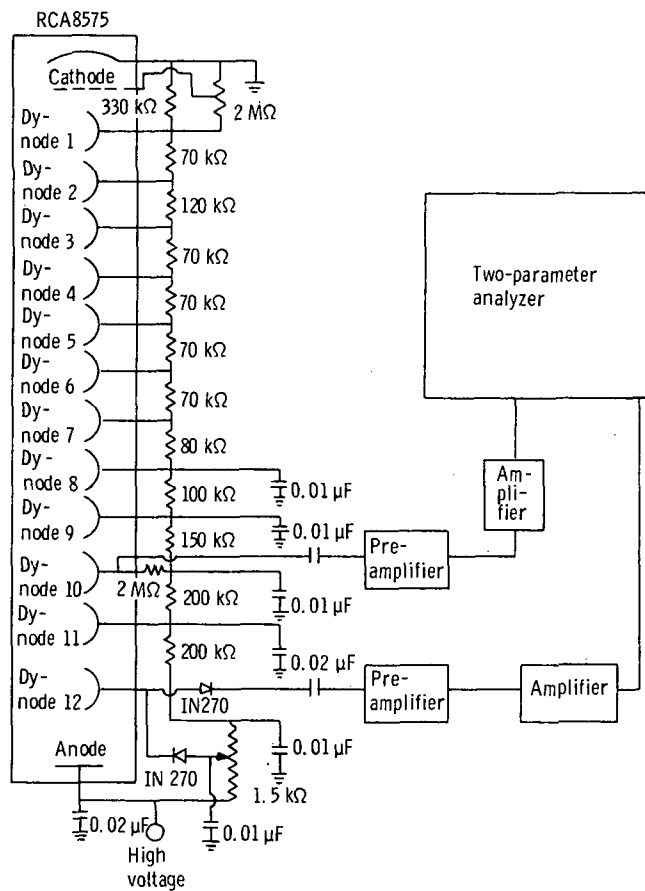 RCA8575
Cathode
330 kΩ
2 MΩ
Dy-
node 1
70 kΩ
Dy-
node 2
120 kΩ
Dy-
node 3
70 kΩ
Dy-
node 4
70 kΩ
Dy-
node 5
70 kΩ
Dy-
node 6
70 kΩ
Dy-
node 7
80 kΩ
Dy-
node 8
0.01 µF
100 kΩ
Dy-
node 9
0.01 µF
150 kΩ
Dy-
node 10
2 MΩ
0.01 µF
200 kΩ
Dy-
node 11
0.02 µF
200 kΩ
Dy-
node 12
IN270
Anode
IN 270
0.01 µF
1.5 kΩ
0.02 µF
0.01 µF
High
voltage
Two-parameter
analyzer
Am-
pli-
fier
Pre-
amplifier
Pre-
amplifier
Amplifier